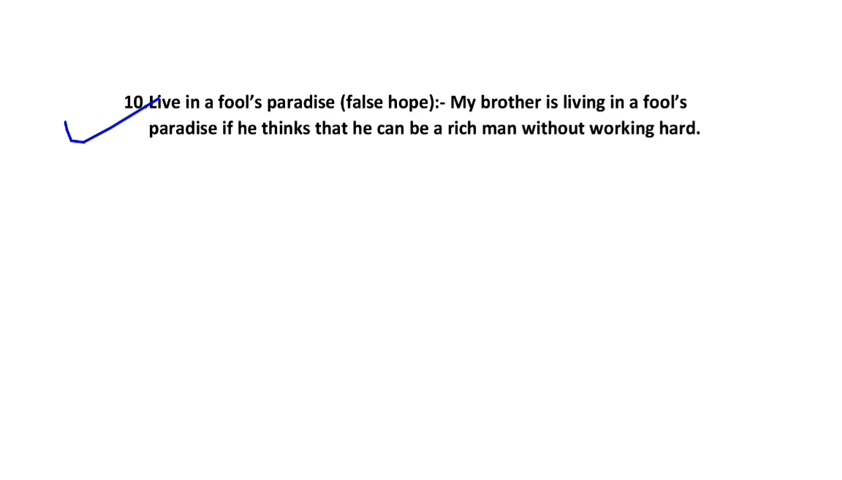 10 Live in a fool’s paradise (false hope):- My brother is living in a fool’s
paradise if he thinks that he can be a rich man without working hard.